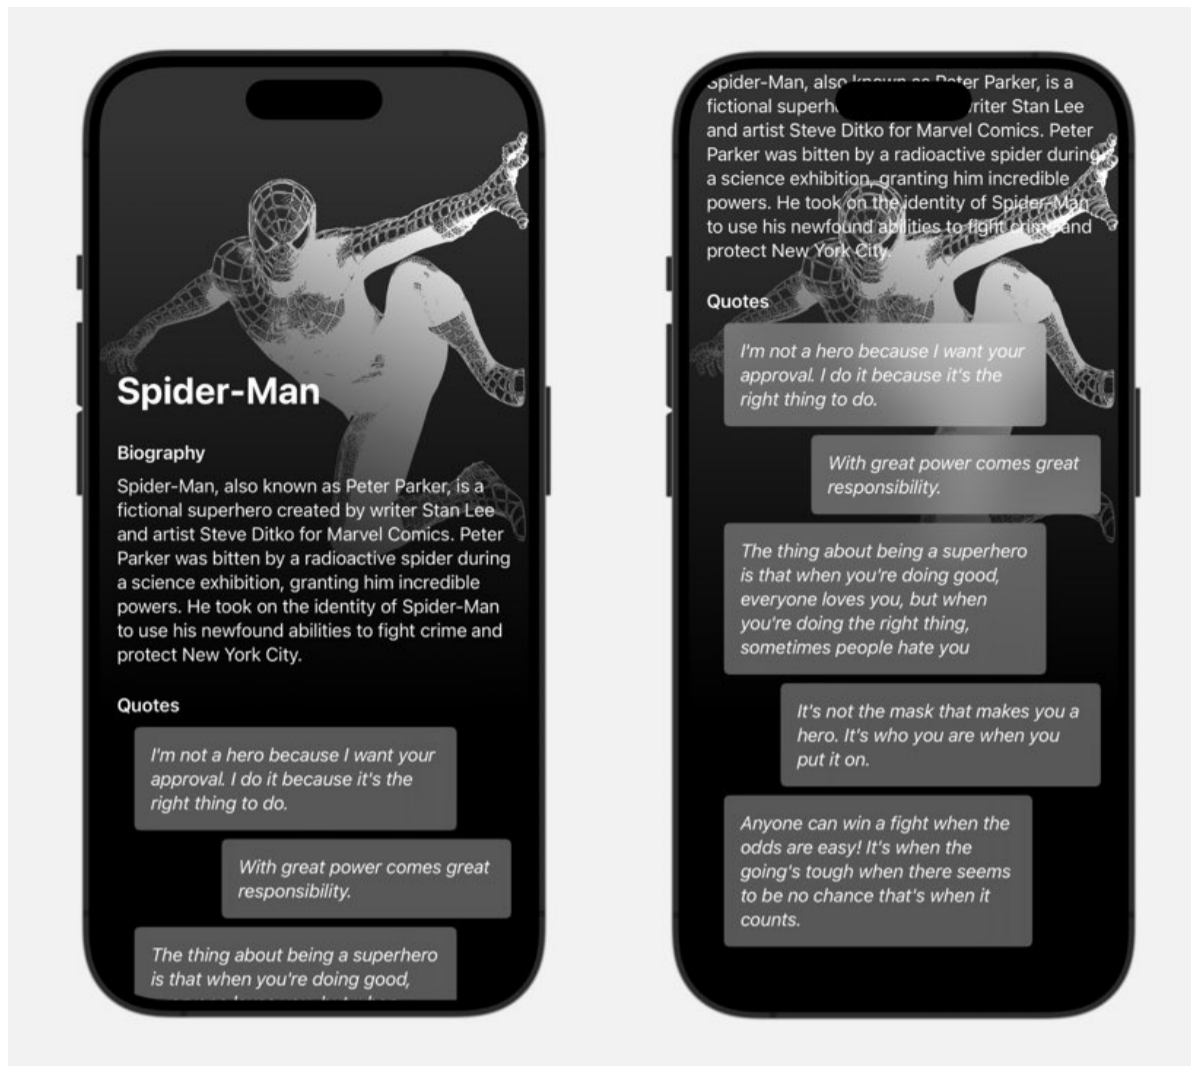 Spider-Man
Biography
Spider-Man, also known as Peter Parker, is a
fictional superhero created by writer Stan Lee
and artist Steve Ditko for Marvel Comics. Peter
Parker was bitten by a radioactive spider during
a science exhibition, granting him incredible
powers. He took on the identity of Spider-Man
to use his newfound abilities to fight crime and
protect New York City.
Quotes
I'm not a hero because I want your
approval. I do it because it's the
right thing to do.
With great power comes great
responsibility.
The thing about being a superhero
is that when you're doing good,
Spider-Man, also known as Peter Parker, is a
fictional writer Stan Lee
and artist Steve Ditko for Marvel Comics. Peter
Parker was bitten by a radioactive spider during
a science exhibition, granting him incredible
powers. He took on the identity of Spider-Man
to use his newfound abilities to fight crime and
protect New York City.
Quotes
I'm not a hero because I want your
approval. I do it because it's the
right thing to do.
With great power comes great
responsibility.
The thing about being a superhero
is that when you're doing good,
everyone loves you, but when
you're doing the right thing,
sometimes people hate you
It's not the mask that makes you a
hero. It's who you are when you
put it on.
Anyone can win a fight when the
odds are easy! It's when the
going's tough when there seems
to be no chance that's when it
counts.